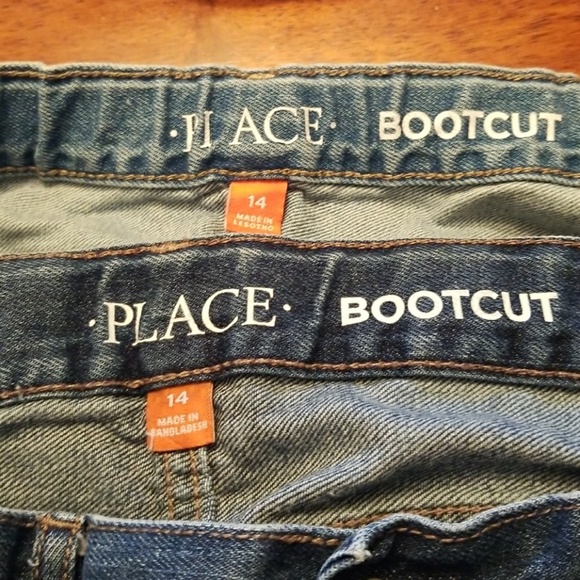 ·PLACE· BOOTCUT
14
MADE IN
LESOTHO
·PLACE· BOOTCUT
14
MADE IN
BANGLADESH